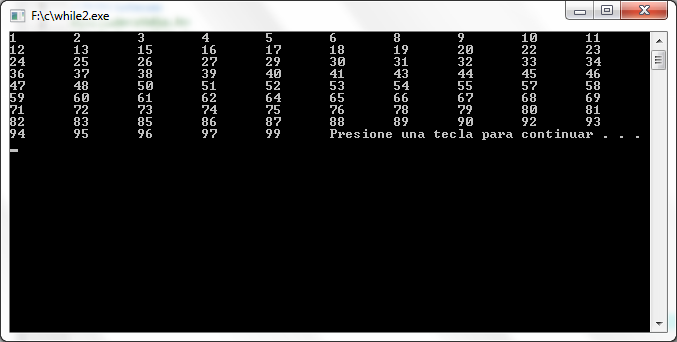 F:\c\while2.exe
1 2 3 4 5 6 8 9 10 11
12 13 15 16 17 18 19 20 22 23
24 25 26 27 29 30 31 32 33 34
36 37 38 39 40 41 43 44 45 46
47 48 50 51 52 53 54 55 57 58
59 60 61 62 64 65 66 67 68 69
71 72 73 74 75 76 78 79 80 81
82 83 85 86 87 88 89 90 92 93
94 95 96 97 99 Presione una tecla para continuar . . .